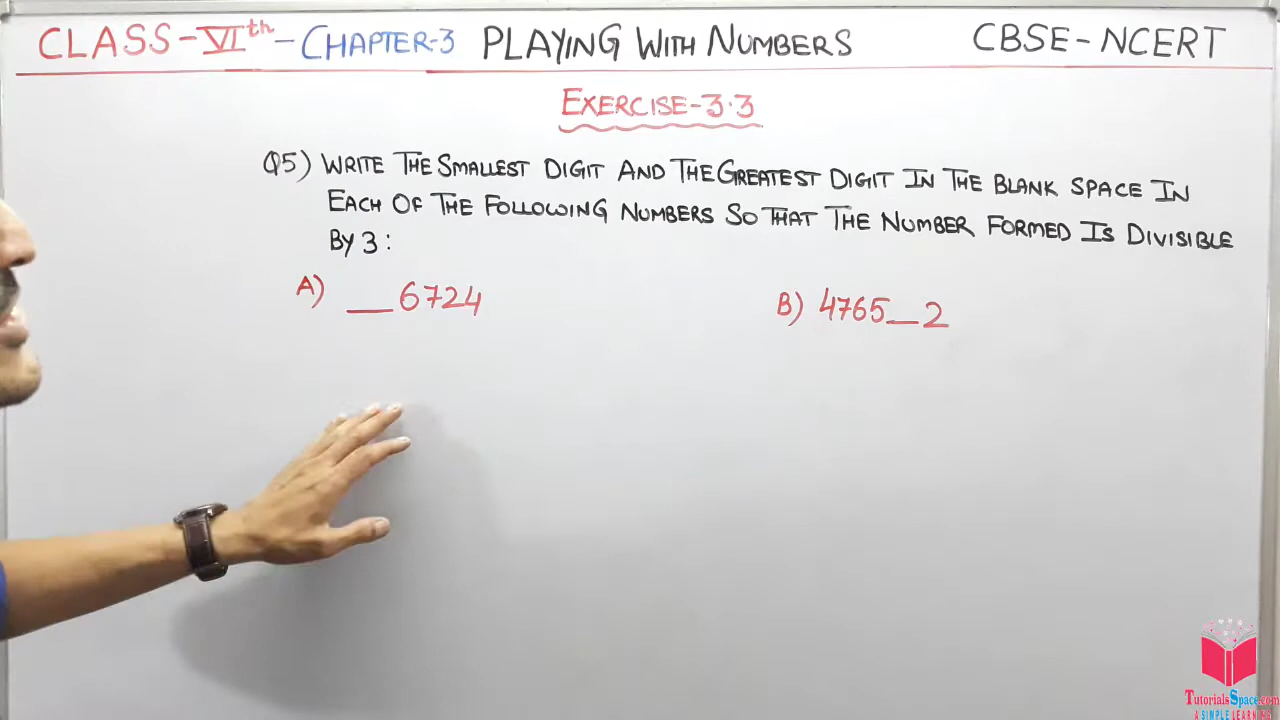 CLASS-VIth-CHAPTER-3 PLAYING WITH NUMBERS CBSE-NCERT
EXERCISE-3.3
Q5) WRITE THE SMALLEST DIGIT AND THE GREATEST DIGIT IN THE BLANK SPACE IN
EACH OF THE FOLLOWING NUMBERS SO THAT THE NUMBER FORMED IS DIVISIBLE
BY 3:
A) __6724 B) 4765__2
TutorialsSpace.com
A SIMPLE LEARNING